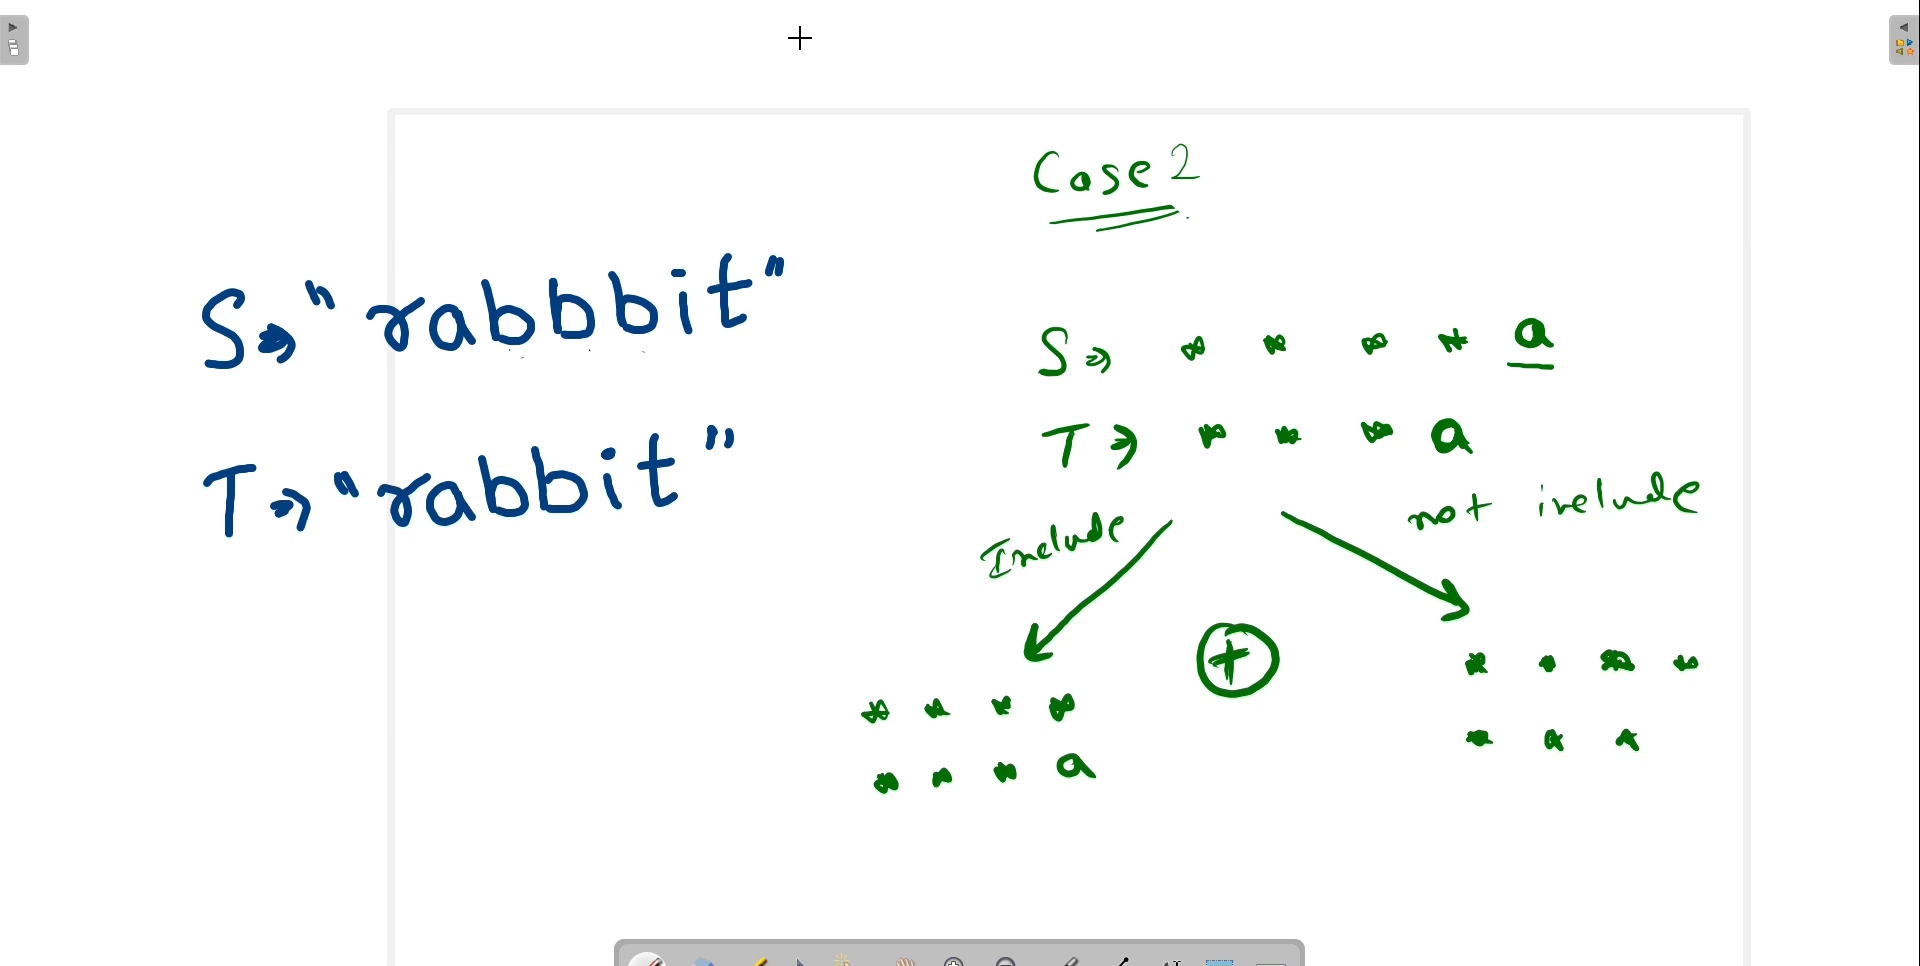 Case 2
S⇒ "rabbbit"
T⇒ "rabbit"
S⇒ * * * * a
T⇒ * * * a
Include
not include
+
* * * *
* * * a
* * * *
* * *